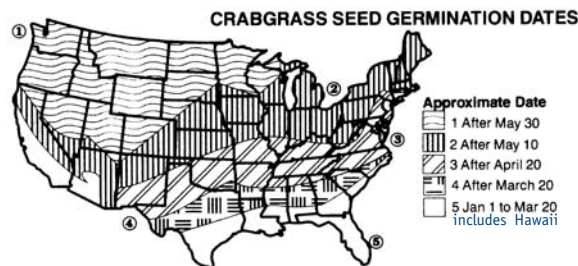 CRABGRASS SEED GERMINATION DATES
①
②
③
④
⑤
Approximate Date
1 After May 30
2 After May 10
3 After April 20
4 After March 20
5 Jan 1 to Mar 20
includes Hawaii